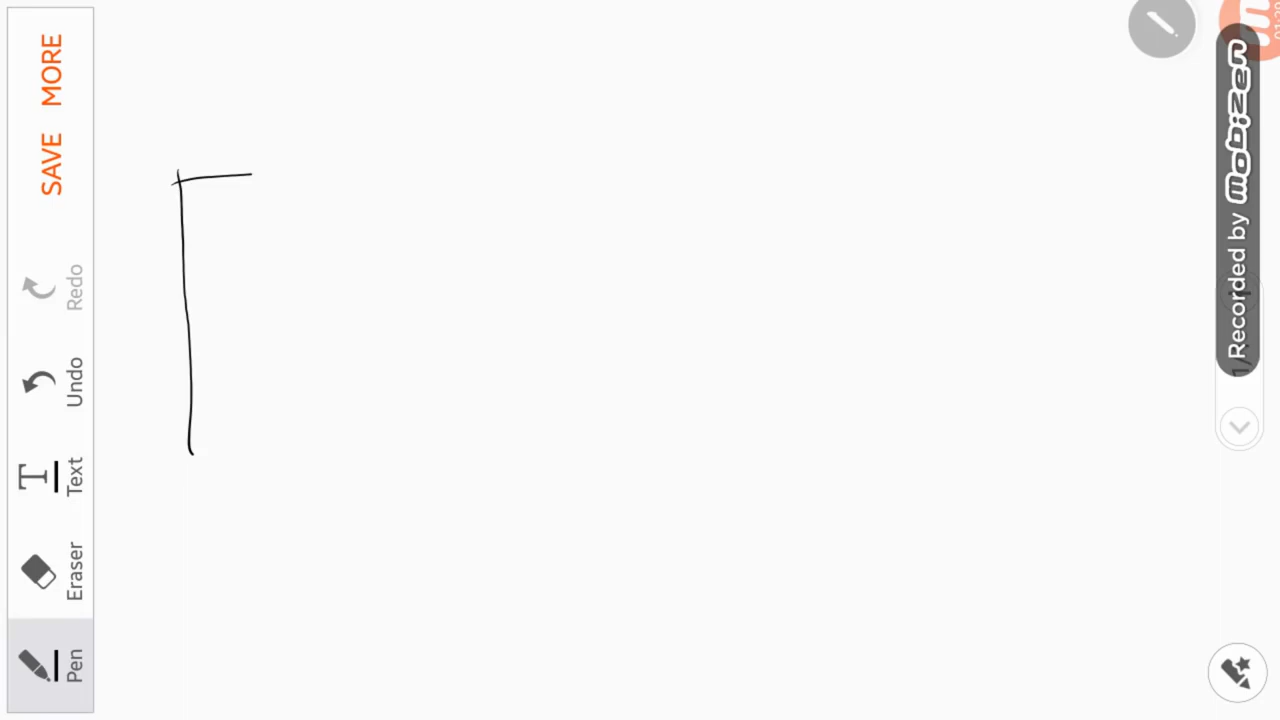 SAVE MORE
Redo
Undo
Text
Eraser
Pen
Recorded by mobizen